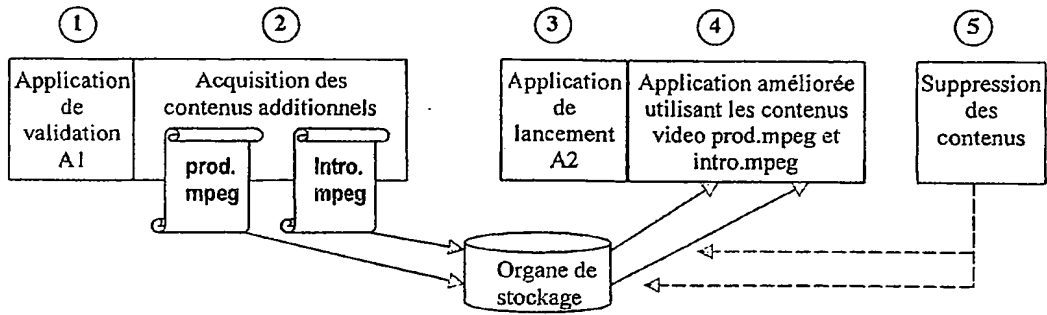 1
2
3
4
5
Application
de
validation
A1
Acquisition des
contenus additionnels
prod.
mpeg
Intro.
mpeg
Application
de
lancement
A2
Application améliorée
utilisant les contenus
video prod.mpeg et
intro.mpeg
Suppression
des
contenus
Organe de
stockage